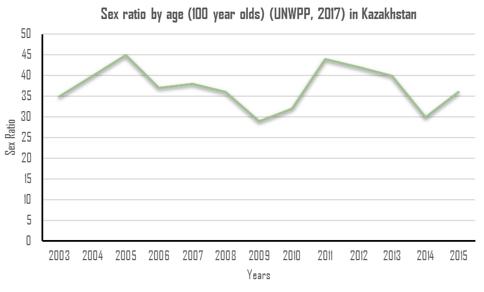 Sex ratio by age (100 year olds) (UNWPP, 2017) in Kazakhstan
50
45
40
35
30
25
20
15
10
5
0
Sex Ratio
2003 2004 2005 2006 2007 2008 2009 2010 2011 2012 2013 2014 2015
Years